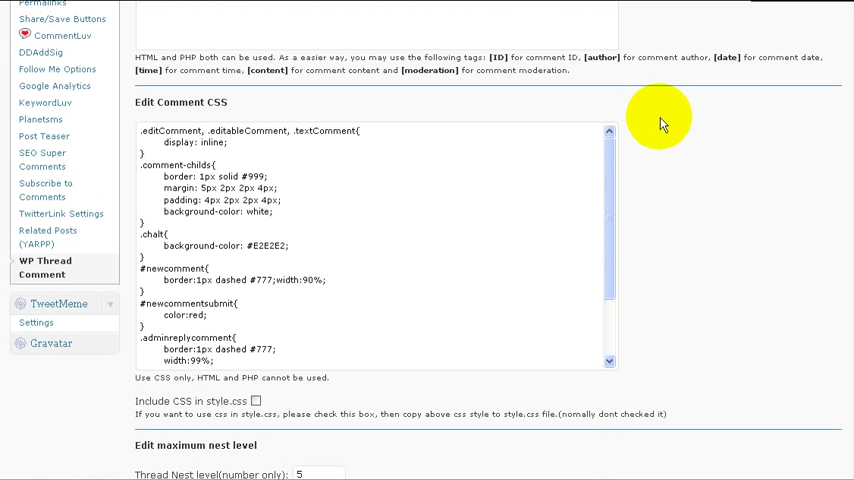 Permalinks
Share/Save Buttons
CommentLuv
DDAddSig
Follow Me Options
Google Analytics
KeywordLuv
Planetsms
Post Teaser
SEO Super
Comments
Subscribe to
Comments
TwitterLink Settings
Related Posts
(YARPP)
WP Thread
Comment
TweetMeme
Settings
Gravatar
HTML and PHP both can be used. As a easier way, you may use the following tags: [ID] for comment ID, [author] for comment author, [date] for comment date,
[time] for comment time, [content] for comment content and [moderation] for comment moderation.
Edit Comment CSS
.editComment, .editableComment, .textComment{
display: inline;
}
.comment-childs{
border: 1px solid #999;
margin: 5px 2px 2px 4px;
padding: 4px 2px 2px 4px;
background-color: white;
}
.chalt{
background-color: #E2E2E2;
}
#newcomment{
border:1px dashed #777;width:90%;
}
#newcommentsubmit{
color:red;
}
.adminreplycomment{
border:1px dashed #777;
width:99%;
Use CSS only, HTML and PHP cannot be used.
Include CSS in style.css
If you want to use css in style.css, please check this box, then copy above css style to style.css file.(nomally dont checked it)
Edit maximum nest level
Thread Nest level(number only): 5